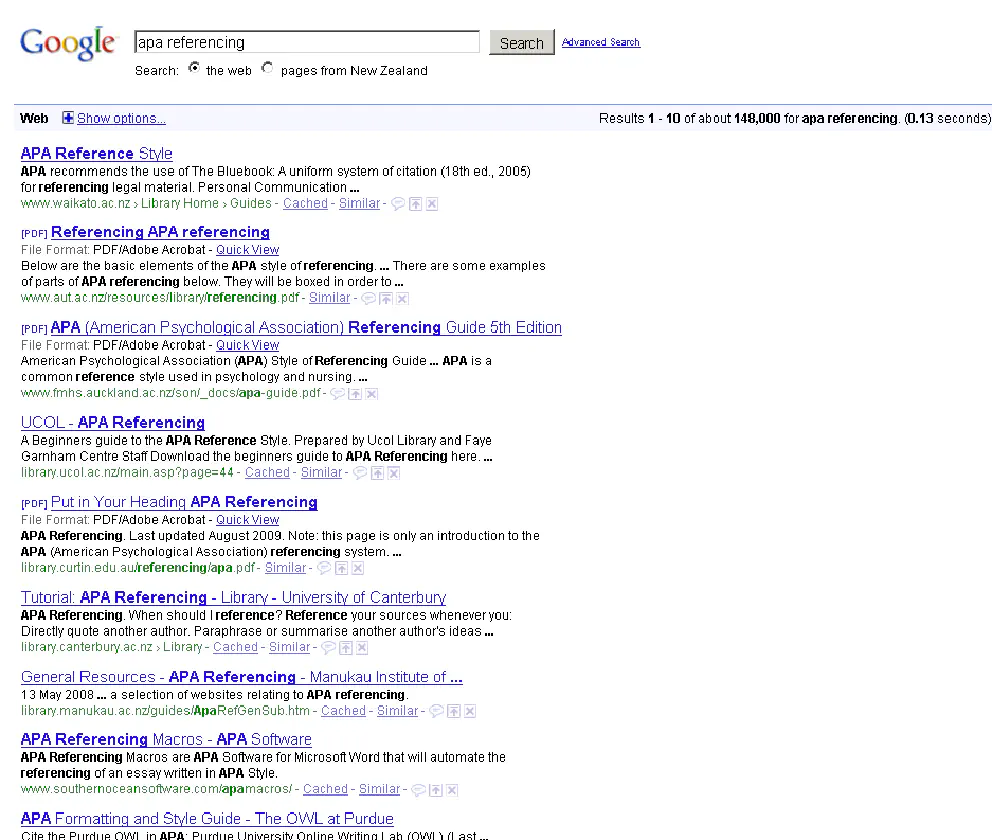 Google
apa referencing
Search
Advanced Search
Search: the web pages from New Zealand
Web Show options... Results 1 - 10 of about 148,000 for apa referencing. (0.13 seconds)
APA Reference Style
APA recommends the use of The Bluebook: A uniform system of citation (18th ed., 2005)
for referencing legal material. Personal Communication ...
www.waikato.ac.nz › Library Home › Guides - Cached - Similar -
[PDF] Referencing APA referencing
File Format: PDF/Adobe Acrobat - Quick View
Below are the basic elements of the APA style of referencing. ... There are some examples
of parts of APA referencing below. They will be boxed in order to ...
www.aut.ac.nz/resources/library/referencing.pdf - Similar -
[PDF] APA (American Psychological Association) Referencing Guide 5th Edition
File Format: PDF/Adobe Acrobat - Quick View
American Psychological Association (APA) Style of Referencing Guide ... APA is a
common reference style used in psychology and nursing. ...
www.fmhs.auckland.ac.nz/son/_docs/apa-guide.pdf -
UCOL - APA Referencing
A Beginners guide to the APA Reference Style. Prepared by Ucol Library and Faye
Garnham Centre Staff Download the beginners guide to APA Referencing here. ...
library.ucol.ac.nz/main.asp?page=44 - Cached - Similar -
[PDF] Put in Your Heading APA Referencing
File Format: PDF/Adobe Acrobat - Quick View
APA Referencing. Last updated August 2009. Note: this page is only an introduction to the
APA (American Psychological Association) referencing system. ...
library.curtin.edu.au/referencing/apa.pdf - Similar -
Tutorial: APA Referencing - Library - University of Canterbury
APA Referencing. When should I reference? Reference your sources whenever you:
Directly quote another author. Paraphrase or summarise another author's ideas ...
library.canterbury.ac.nz › Library - Cached - Similar -
General Resources - APA Referencing - Manukau Institute of ...
13 May 2008 ... a selection of websites relating to APA referencing.
library.manukau.ac.nz/guides/ApaRefGenSub.htm - Cached - Similar -
APA Referencing Macros - APA Software
APA Referencing Macros are APA Software for Microsoft Word that will automate the
referencing of an essay written in APA Style.
www.southernoceansoftware.com/apamacros/ - Cached - Similar -
APA Formatting and Style Guide - The OWL at Purdue
Cite the Purdue OWL in APA: Purdue University Online Writing Lab (OWL) (Last ...